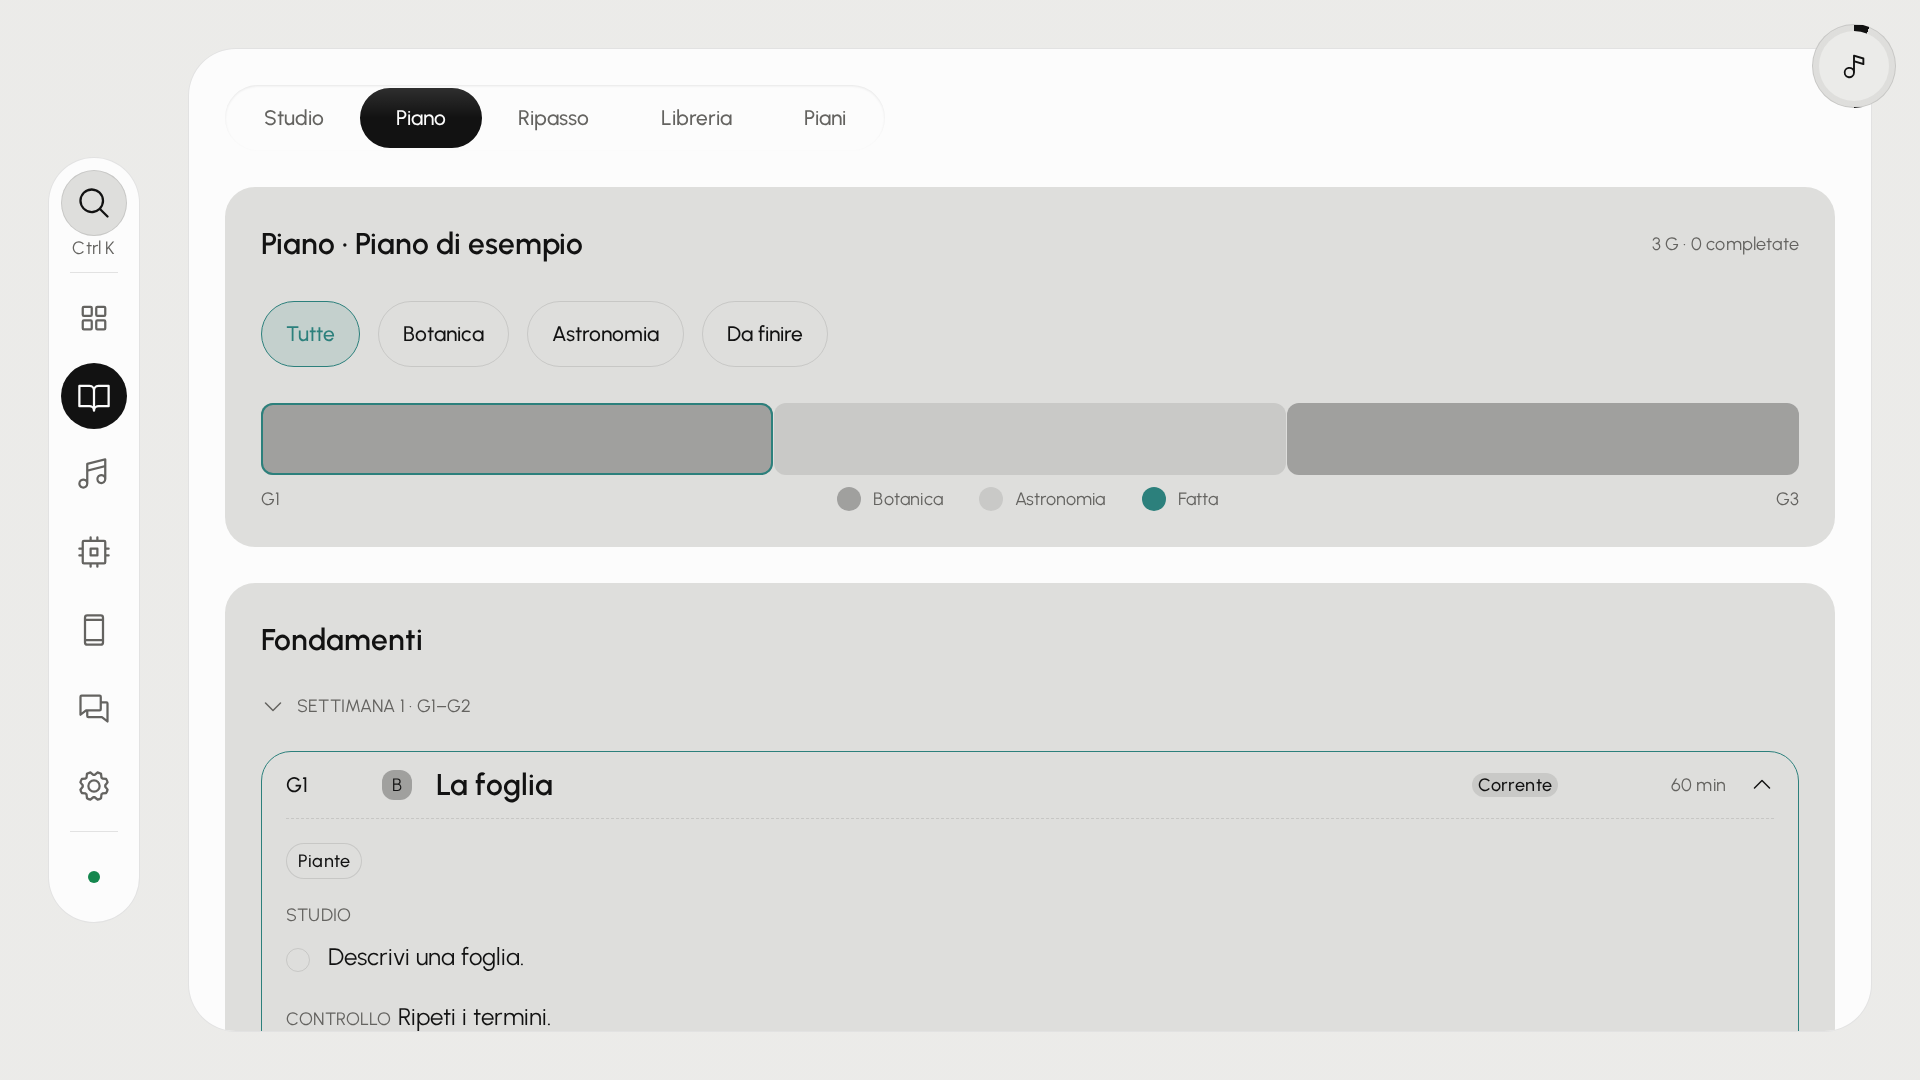 Studio Piano Ripasso Libreria Piani
Ctrl K
Piano · Piano di esempio
3 G · 0 completate
Tutte Botanica Astronomia Da finire
G1 Botanica Astronomia Fatta G3
Fondamenti
SETTIMANA 1 · G1–G2
G1 B La foglia Corrente 60 min
Piante
STUDIO
Descrivi una foglia.
CONTROLLO Ripeti i termini.